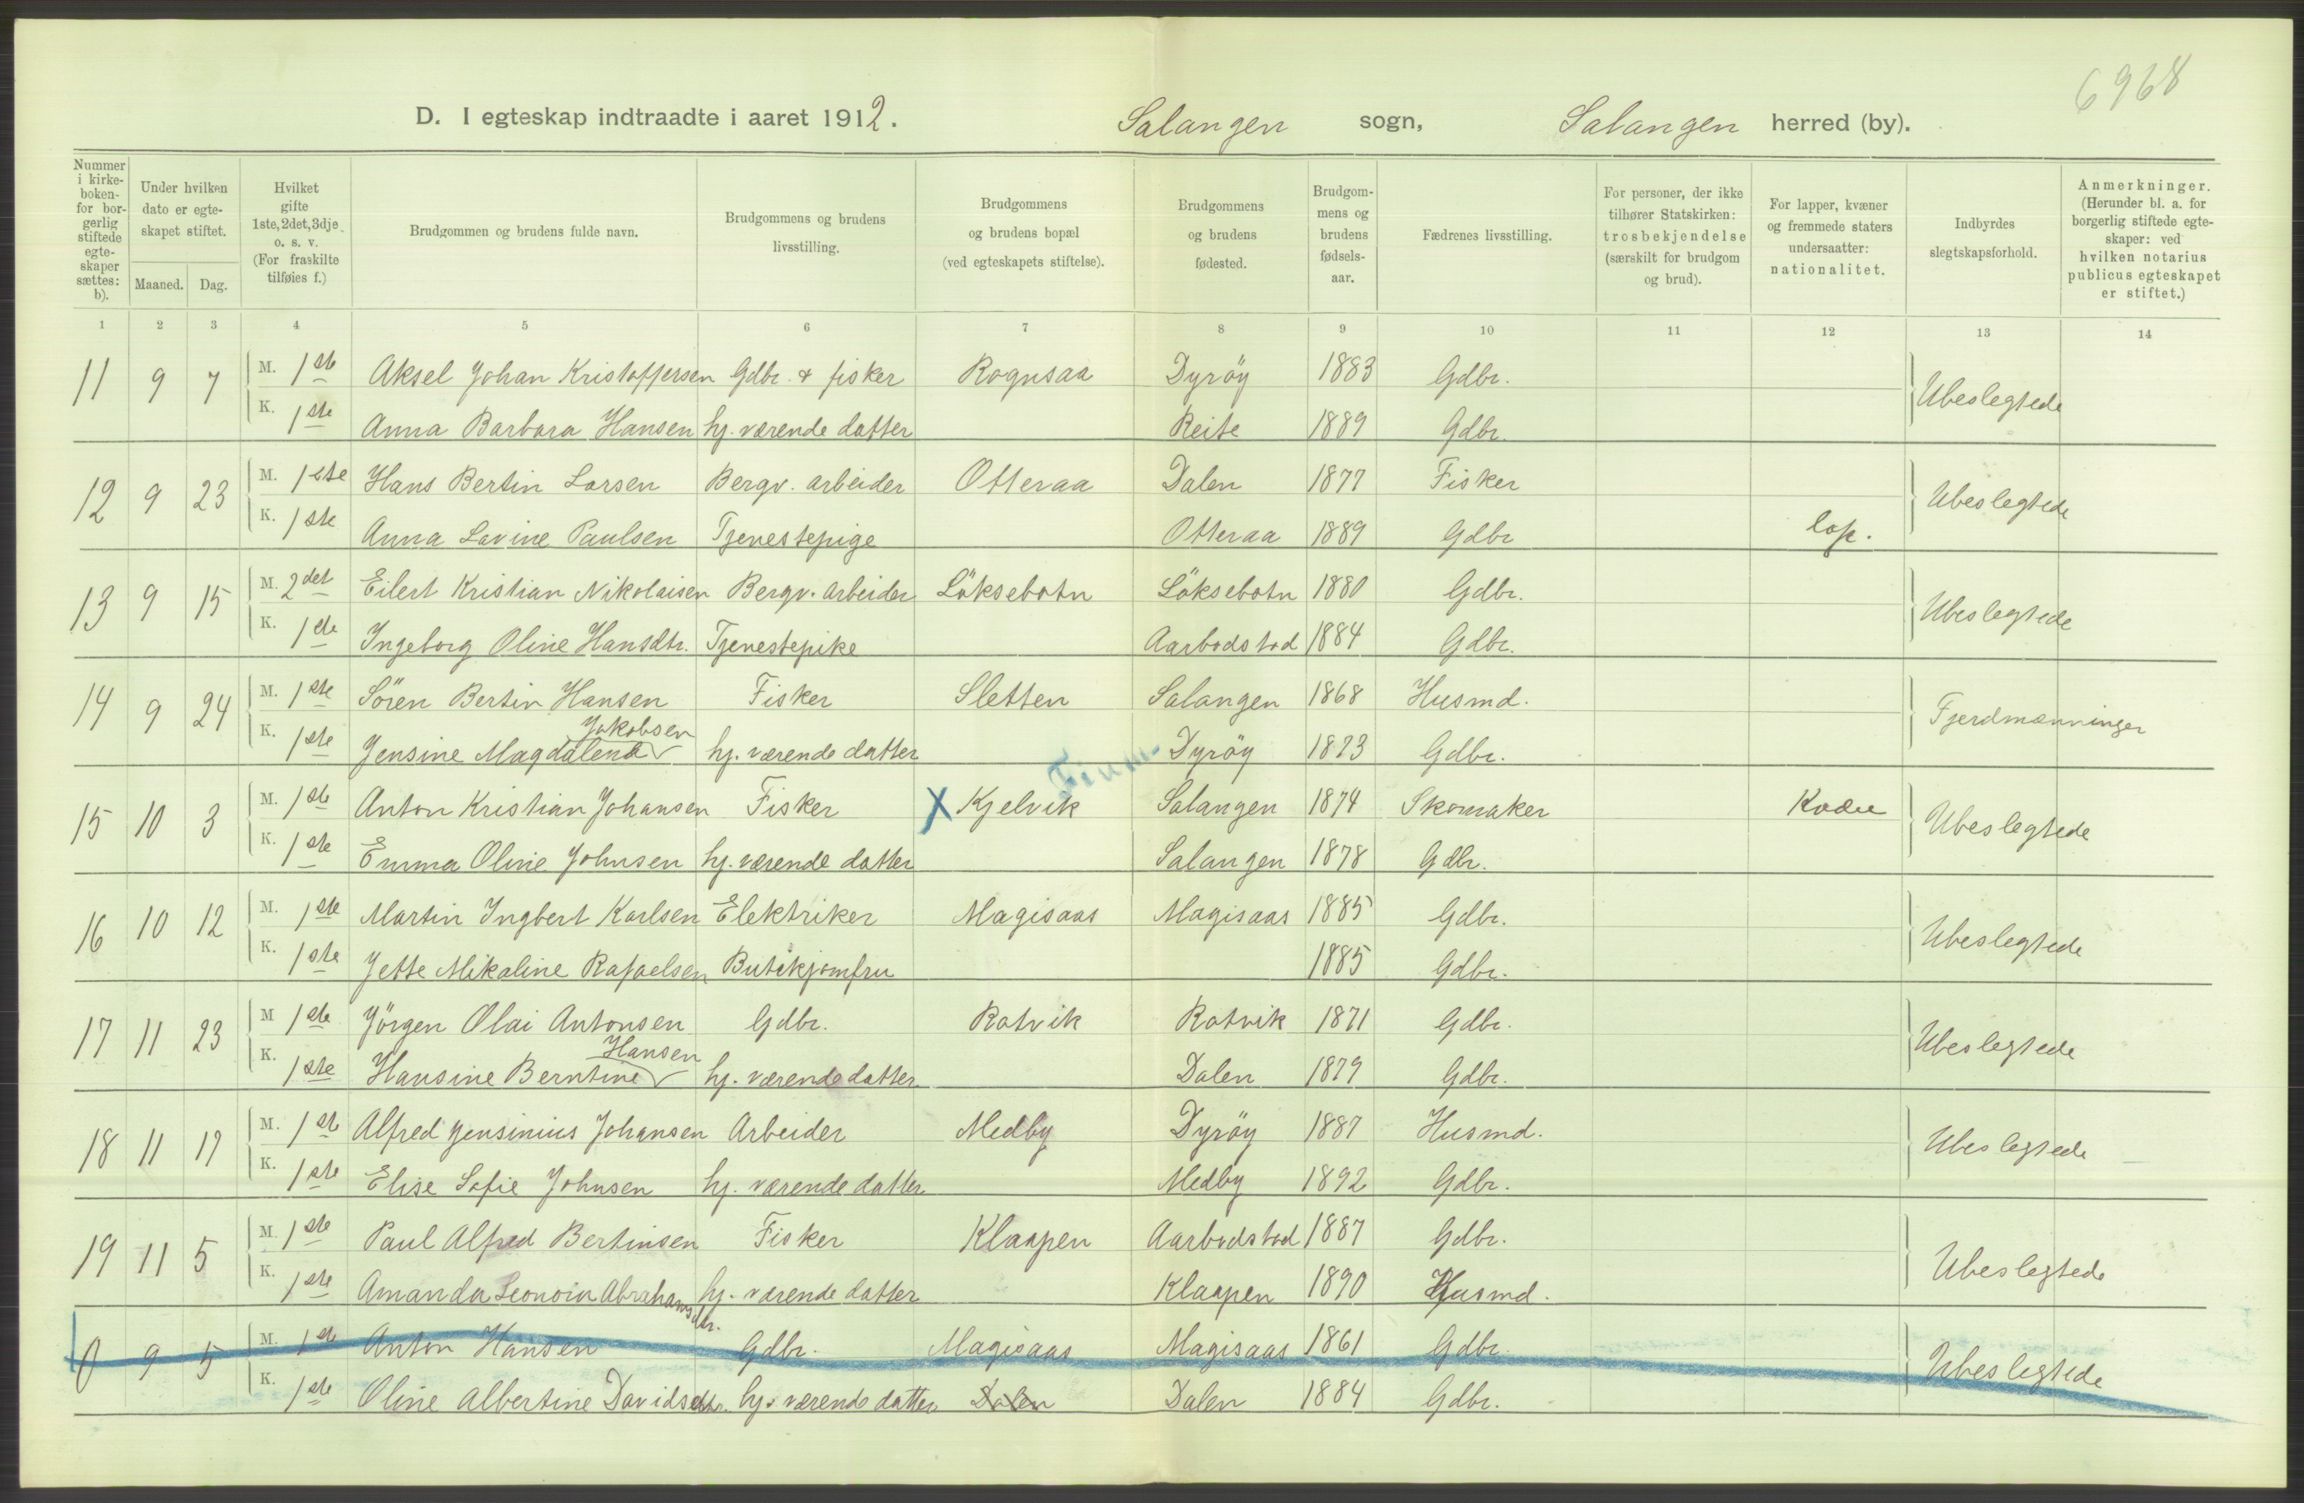 6968
D. I egteskap indtraadte i aaret 1912. Salangen sogn, Salangen herred (by).
Nummer i kirkeboken- for borgerlig stiftede egteskaper sættes: b).
Under hvilken dato er egteskapet stiftet.
Maaned. Dag.
Hvilket gifte 1ste, 2det, 3dje o. s. v. (For fraskilte tilføies f.)
Brudgommen og brudens fulde navn.
Brudgommens og brudens livsstilling.
Brudgommens og brudens bopæl (ved egteskapets stiftelse).
Brudgommens og brudens fødested.
Brudgommens og brudens fødselsaar.
Fædrenes livsstilling.
For personer, der ikke tilhører Statskirken: trosbekjendelse (særskilt for brudgom og brud).
For lapper, kvæner og fremmede staters undersaatter: nationalitet.
Indbyrdes slegtskapsforhold.
Anmerkninger. (Herunder bl. a. for borgerlig stiftede egteskaper: ved hvilken notarius publicus egteskapet er stiftet.)
1 2 3 4 5 6 7 8 9 10 11 12 13 14
11 9 7 M. 1ste Aksel Johan Kristoffersen Gdbr. & fisker Rognsaa Dyröy 1883 Gdbr. Ubeslegtede
K. 1ste Anna Barbara Hansen hj. værende datter Reite 1889 Gdbr.
12 9 23 M. 1ste Hans Bertin Larsen Bergv. arbeider Otteraa Dalen 1877 Fisker Ubeslegtede
K. 1ste Anna Lovine Paulsen Tjenestepige Otteraa 1889 Gdbr lap.
13 9 15 M. 2det Eilert Kristian Nikolaisen Bergv. arbeider Löksebotn Löksebotn 1880 Gdbr. Ubeslegtede
K. 1ste Ingeborg Oline Hansdtr. Tjenestepike Aarbodstad 1884 Gdbr.
14 9 24 M. 1ste Sören Bertin Hansen Fisker Sletten Salangen 1868 Husmd. Fjerdmænninger
K. 1ste Jensine Magdalena Jakobsen hj. værende datter Dyröy 1873 Gdbr.
Finm.
15 10 3 M. 1ste Anton Kristian Johansen Fisker X Kjelvik Salangen 1874 Skomaker Ubeslegtede
K. 1ste Emma Oline Johnsen hj. værende datter Salangen 1878 Gdbr.
16 10 12 M. 1ste Martin Ingbert Karlsen Elektriker Magisaas Magisaas 1885 Gdbr. Ubeslegtede
K. 1ste Jette Mikaline Rafaelsen Butikjomfru 1885 Gdbr.
17 11 23 M 1ste Jörgen Olai Antonsen Gdbr. Rotvik Rotvik 1871 Gdbr. Ubeslegtede
K. 1ste Hansine Berntine Hansen hj. værende datter Dalen 1879 Gdbr.
18 11 17 M. 1ste Alfred Jensinius Johansen Arbeider Medby Dyröy 1887 Husmd. Ubeslegtede
K. 1ste Elise Sofie Johnsen hj. værende datter Medby 1892 Gdbr.
19 11 5 M. 1ste Paul Alfred Bertinsen Fisker Klaapen Aarbodstad 1887 Gdbr. Ubeslegtede
K. 1ste Amanda Leonora Abrahamsdtr. hj. værende datter Klaapen 1890 Husmd.
0 9 5 M. 1ste Anton Hansen Gdbr. Magisaas Magisaas 1861 Gdbr. Ubeslegtede
K. 1ste Oline Albertine Davidsdtr. hj. værende datter Dalen Dalen 1884 Gdbr.